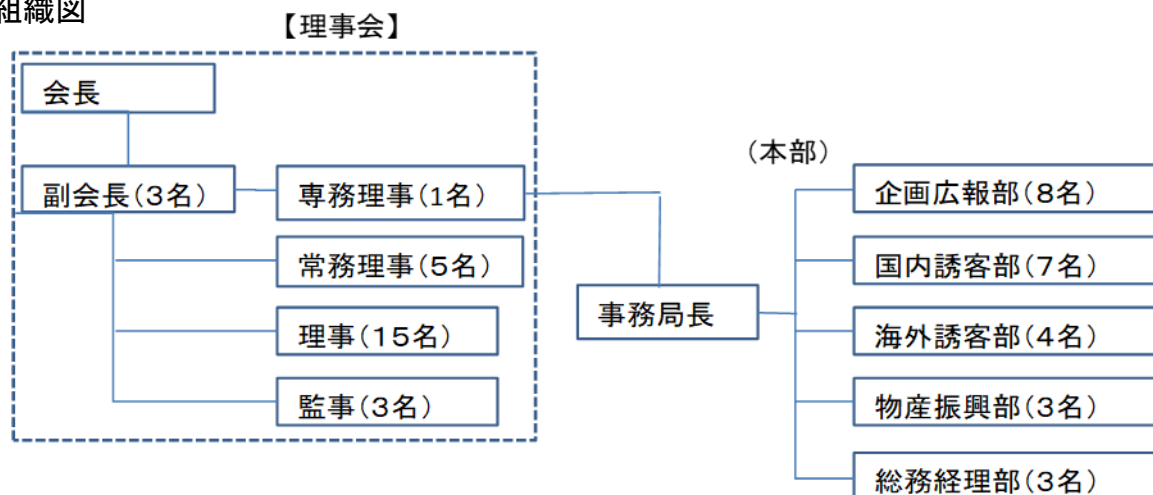 組織図
【理事会】
会長
副会長(3名)
専務理事(1名)
常務理事(5名)
理事(15名)
監事(3名)
事務局長
(本部)
企画広報部(8名)
国内誘客部(7名)
海外誘客部(4名)
物産振興部(3名)
総務経理部(3名)